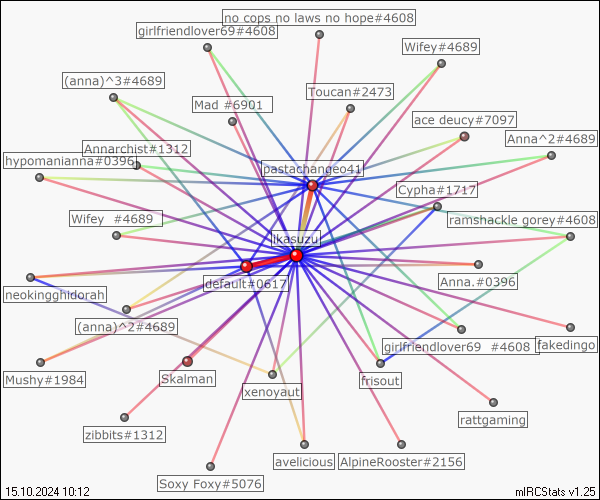 no cops no laws no hope#4608
girlfriendlover69#4608
Wifey#4689
(anna)^3#4689
Toucan#2473
Mad #6901
ace deucy#7097
Annarchist#1312
Anna^2#4689
hypomanianna#0396
pastachangeo41
Cypha#1717
Wifey #4689
ramshackle gorey#4608
Ikasuzu
default#0617
Anna.#0396
neokingghidorah
(anna)^2#4689
girlfriendlover69 #4608
fakedingo
Mushy#1984
Skalman
frisout
xenoyaut
rattgaming
zibbits#1312
avelicious
AlpineRooster#2156
Soxy Foxy#5076
15.10.2024 10:12
mIRCStats v1.25